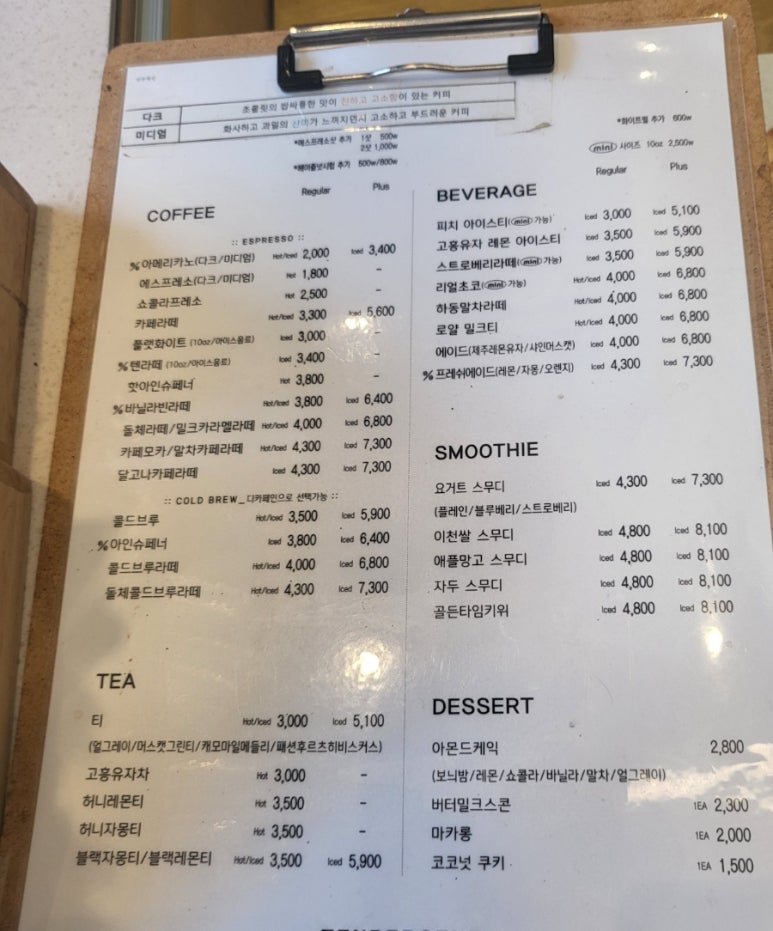 다크 초콜릿의 쌉싸름한 맛이 진하고 고소함이 있는 커피
미디엄 화사하고 과일의 산미가 느껴지면서 고소하고 부드러운 커피
*에스프레소샷 추가 1샷 500w
2샷 1,000w
*헤이즐넛시럽 추가 500w/800w
Regular Plus
COFFEE
:: ESPRESSO ::
% 아메리카노(다크/미디엄) Hot/Iced 2,000 Iced 3,400
에스프레소(다크/미디엄) Hot 1,800 -
쇼콜라프레소 Hot 2,500 -
카페라떼 Hot/Iced 3,300 Iced 5,600
플랫화이트 (10oz/아이스음료) Iced 3,000 -
% 텐라떼 (10oz/아이스음료) Iced 3,400 -
핫아인슈페너 Hot 3,800 -
% 바닐라빈라떼 Hot/Iced 3,800 Iced 6,400
돌체라떼/밀크카라멜라떼 Hot/Iced 4,000 Iced 6,800
카페모카/말차카페라떼 Hot/Iced 4,300 Iced 7,300
달고나카페라떼 Iced 4,300 Iced 7,300
:: COLD BREW_디카페인으로 선택가능 ::
콜드브루 Hot/Iced 3,500 Iced 5,900
% 아인슈페너 Iced 3,800 Iced 6,400
콜드브루라떼 Hot/Iced 4,000 Iced 6,800
돌체콜드브루라떼 Hot/Iced 4,300 Iced 7,300
TEA
티 Hot/Iced 3,000 Iced 5,100
(얼그레이/머스캣그린티/캐모마일메들리/패션후르츠히비스커스)
고흥유자차 Hot 3,000 -
허니레몬티 Hot 3,500 -
허니자몽티 Hot 3,500 -
블랙자몽티/블랙레몬티 Hot/Iced 3,500 Iced 5,900
*화이트펄 추가 600w
mini 사이즈 10oz 2,500w
Regular Plus
BEVERAGE
피치 아이스티(mini 가능) Iced 3,000 Iced 5,100
고흥유자 레몬 아이스티 Iced 3,500 Iced 5,900
스트로베리라떼(mini 가능) Iced 3,500 Iced 5,900
리얼초코(mini 가능) Hot/Iced 4,000 Iced 6,800
하동말차라떼 Hot/Iced 4,000 Iced 6,800
로얄 밀크티 Hot/Iced 4,000 Iced 6,800
에이드(제주레몬유자/샤인머스캣) Iced 4,000 Iced 6,800
% 프레쉬에이드(레몬/자몽/오렌지) Iced 4,300 Iced 7,300
SMOOTHIE
요거트 스무디 Iced 4,300 Iced 7,300
(플레인/블루베리/스트로베리)
이천쌀 스무디 Iced 4,800 Iced 8,100
애플망고 스무디 Iced 4,800 Iced 8,100
자두 스무디 Iced 4,800 Iced 8,100
골든타임키위 Iced 4,800 Iced 8,100
DESSERT
아몬드케익 2,800
(보늬밤/레몬/쇼콜라/바닐라/말차/얼그레이)
버터밀크스콘 1EA 2,300
마카롱 1EA 2,000
코코넛 쿠키 1EA 1,500